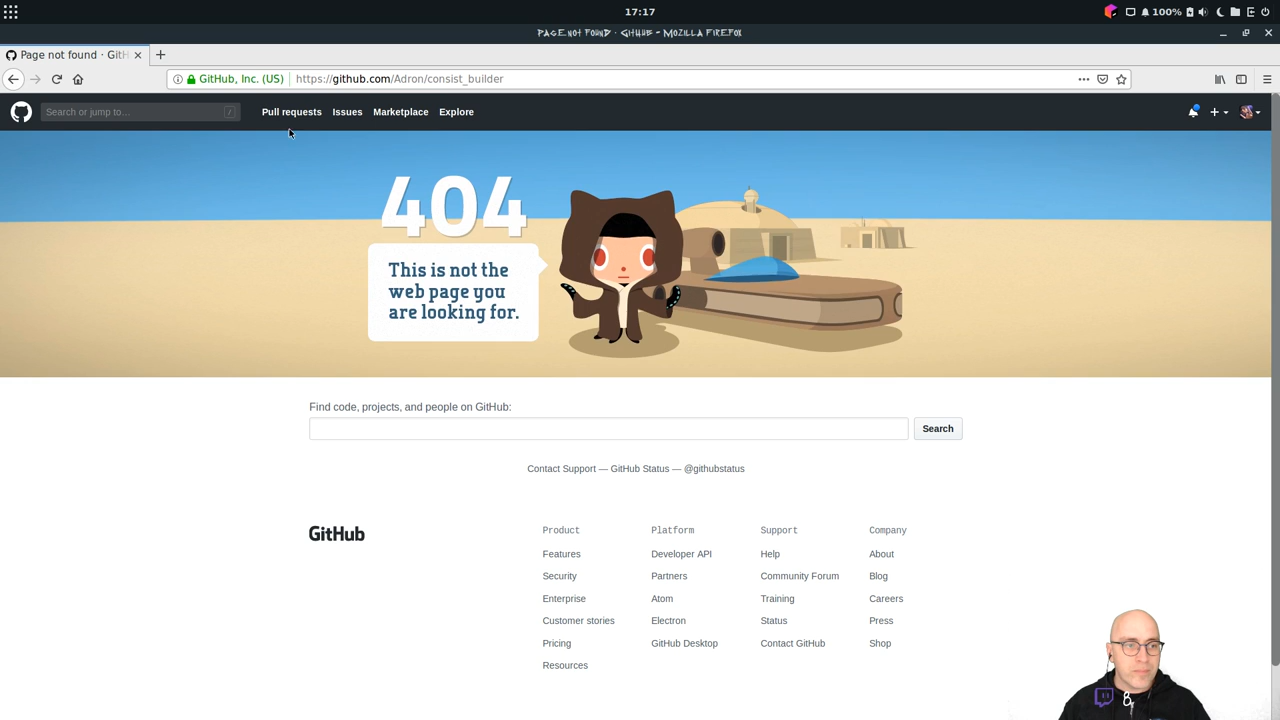 17:17
100%
Page not found · GitHub - Mozilla Firefox
Page not found · GitH
GitHub, Inc. (US)
https://github.com/Adron/consist_builder
Search or jump to…
/
Pull requests
Issues
Marketplace
Explore
404
This is not the
web page you
are looking for.
Find code, projects, and people on GitHub:
Search
Contact Support — GitHub Status — @githubstatus
GitHub
Product
Features
Security
Enterprise
Customer stories
Pricing
Resources
Platform
Developer API
Partners
Atom
Electron
GitHub Desktop
Support
Help
Community Forum
Training
Status
Contact GitHub
Company
About
Blog
Careers
Press
Shop